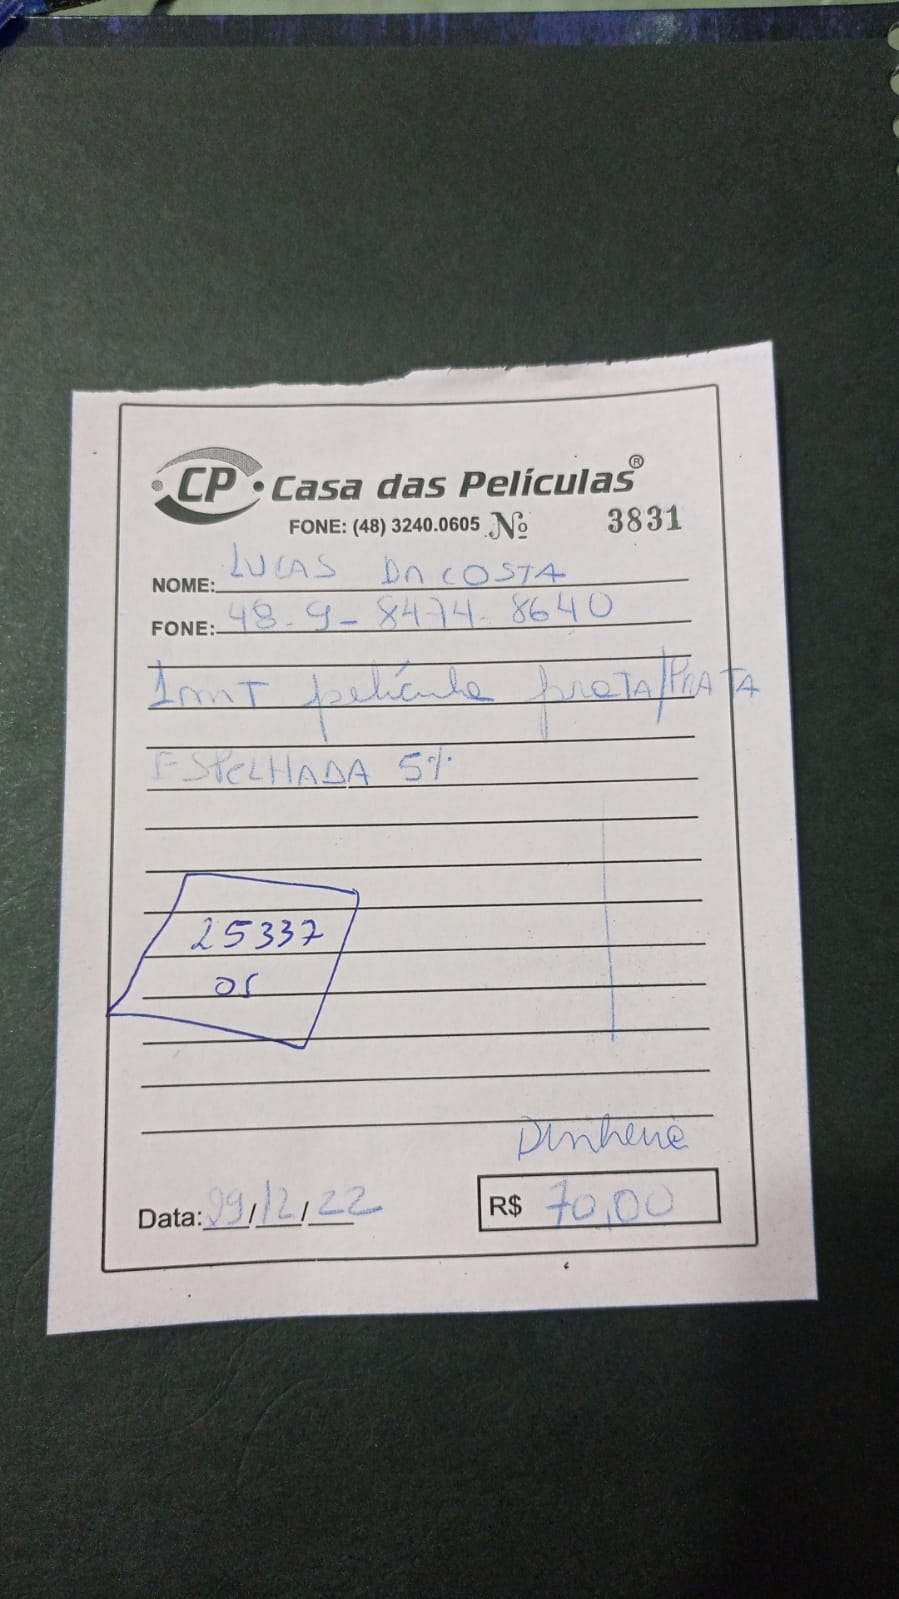 CP Casa das Películas®
FONE: (48) 3240.0605 Nº 3831
NOME: LUCAS DA COSTA
FONE: 48-9-8474-8640
1mT película prata/PRATA
ESPELHADA 5%
25337
os
Dinheiro
Data: 29/12/22 R$ 70,00